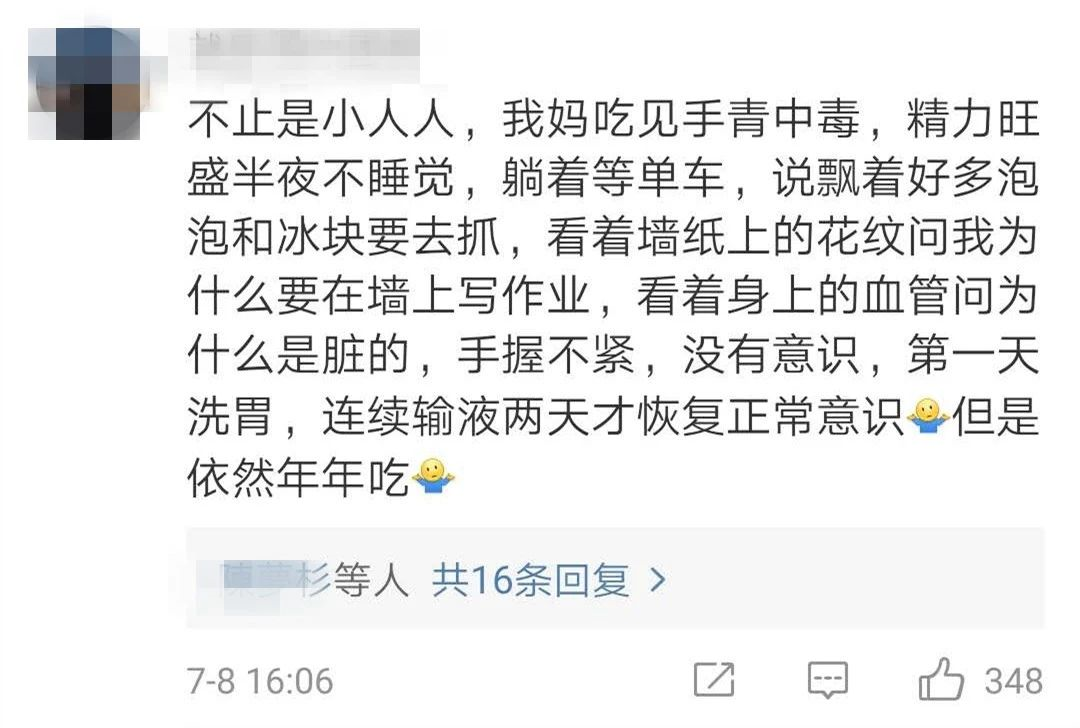 不止是小人人，我妈吃见手青中毒，精力旺
盛半夜不睡觉，躺着等单车，说飘着好多泡
泡和冰块要去抓，看着墙纸上的花纹问我为
什么要在墙上写作业，看着身上的血管问为
什么是脏的，手握不紧，没有意识，第一天
洗胃，连续输液两天才恢复正常意识🤷但是
依然年年吃🤷
杉等人 共16条回复 >
7-8 16:06
348